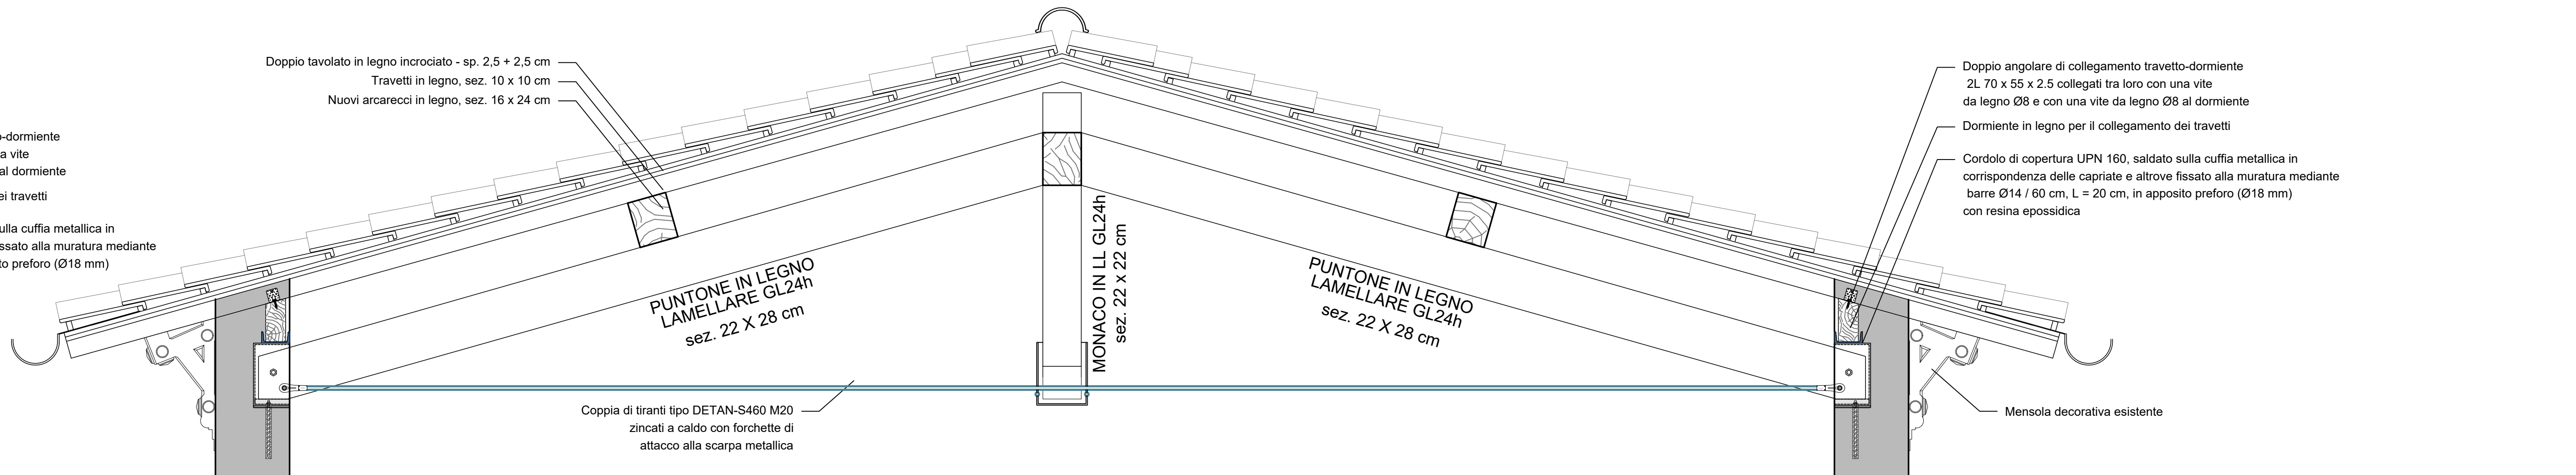 o-dormiente
a vite
al dormiente
ei travetti
ulla cuffia metallica in
issato alla muratura mediante
to preforo (Ø18 mm)
Doppio tavolato in legno incrociato - sp. 2,5 + 2,5 cm
Travetti in legno, sez. 10 x 10 cm
Nuovi arcarecci in legno, sez. 16 x 24 cm
PUNTONE IN LEGNO
LAMELLARE GL24h
sez. 22 X 28 cm
Coppia di tiranti tipo DETAN-S460 M20
zincati a caldo con forchette di
attacco alla scarpa metallica
MONACO IN LL GL24h
sez. 22 x 22 cm
PUNTONE IN LEGNO
LAMELLARE GL24h
sez. 22 X 28 cm
Doppio angolare di collegamento travetto-dormiente
2L 70 x 55 x 2.5 collegati tra loro con una vite
da legno Ø8 e con una vite da legno Ø8 al dormiente
Dormiente in legno per il collegamento dei travetti
Cordolo di copertura UPN 160, saldato sulla cuffia metallica in
corrispondenza delle capriate e altrove fissato alla muratura mediante
barre Ø14 / 60 cm, L = 20 cm, in apposito preforo (Ø18 mm)
con resina epossidica
Mensola decorativa esistente